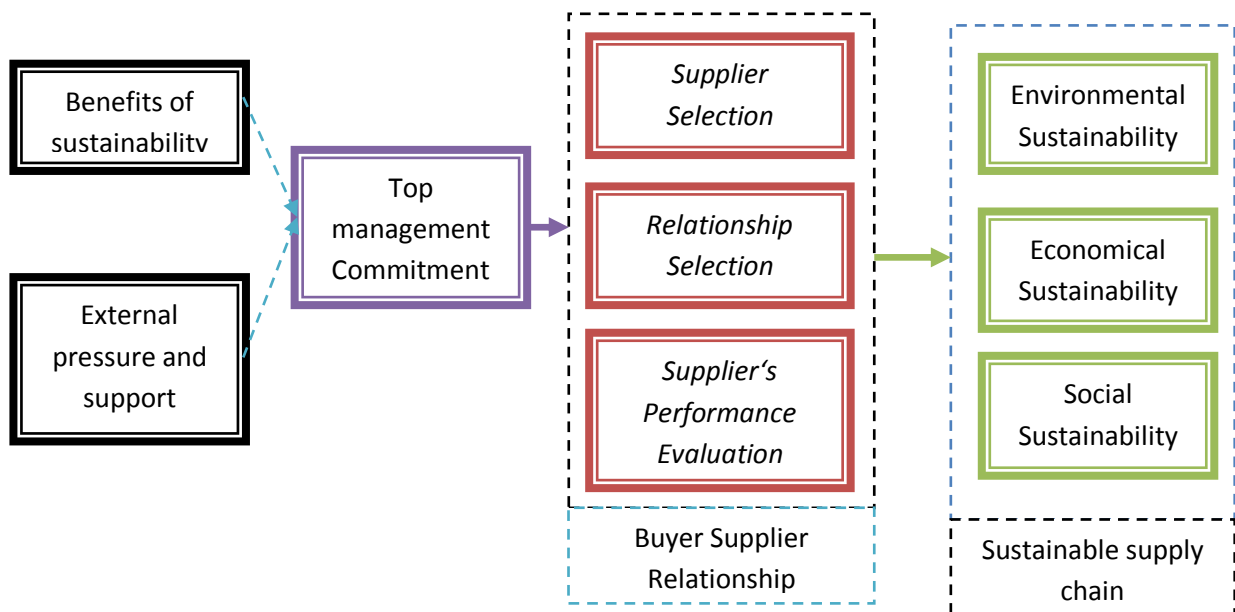 Benefits of
sustainability
External
pressure and
support
Top
management
Commitment
Supplier
Selection
Relationship
Selection
Supplier‘s
Performance
Evaluation
Buyer Supplier
Relationship
Environmental
Sustainability
Economical
Sustainability
Social
Sustainability
Sustainable supply
chain